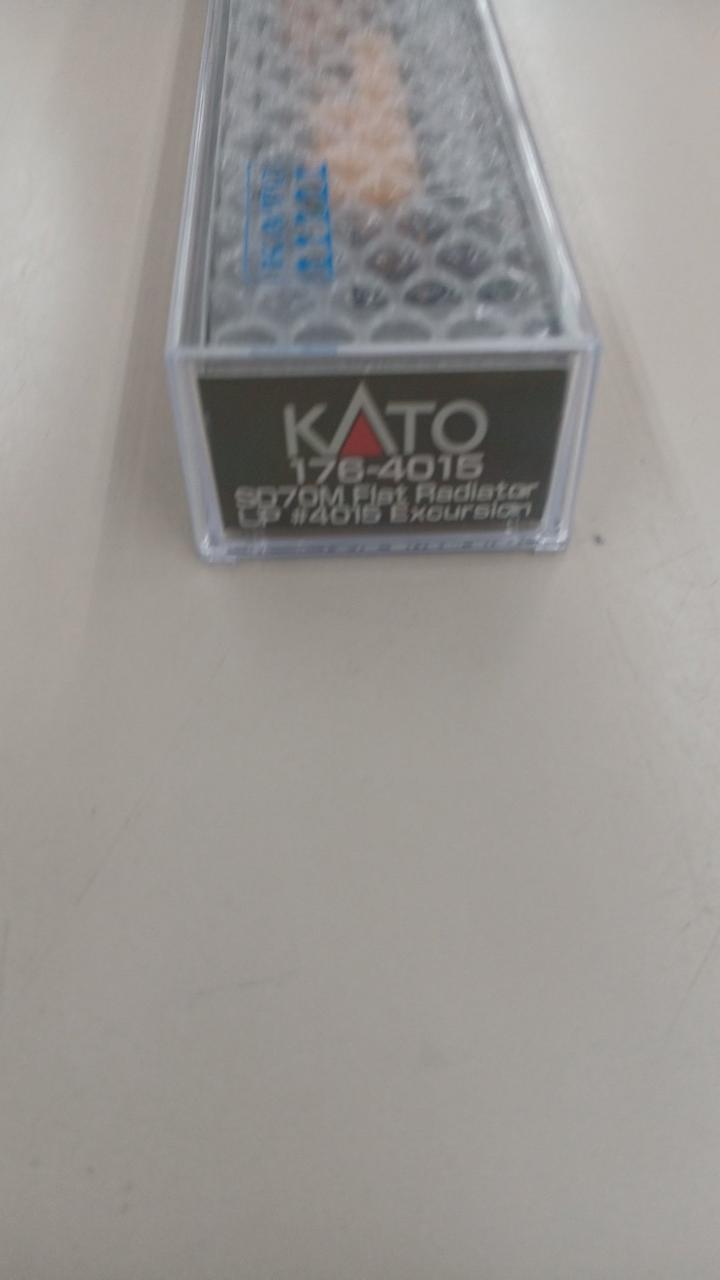 KATO
176-4015
SD70M Flat Radiator
UP #4015 Excursion